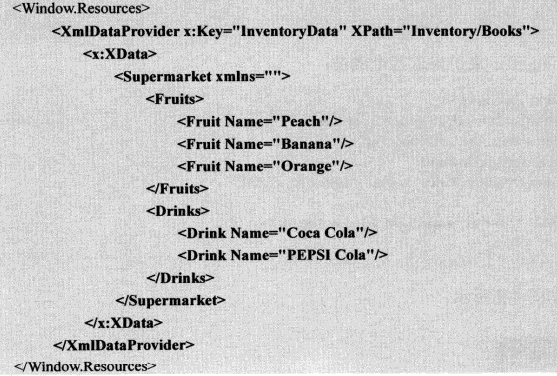 <Window.Resources>
<XmlDataProvider x:Key="InventoryData" XPath="Inventory/Books">
<x:XData>
<Supermarket xmlns="">
<Fruits>
<Fruit Name="Peach"/>
<Fruit Name="Banana"/>
<Fruit Name="Orange"/>
</Fruits>
<Drinks>
<Drink Name="Coca Cola"/>
<Drink Name="PEPSI Cola"/>
</Drinks>
</Supermarket>
</x:XData>
</XmlDataProvider>
</Window.Resources>